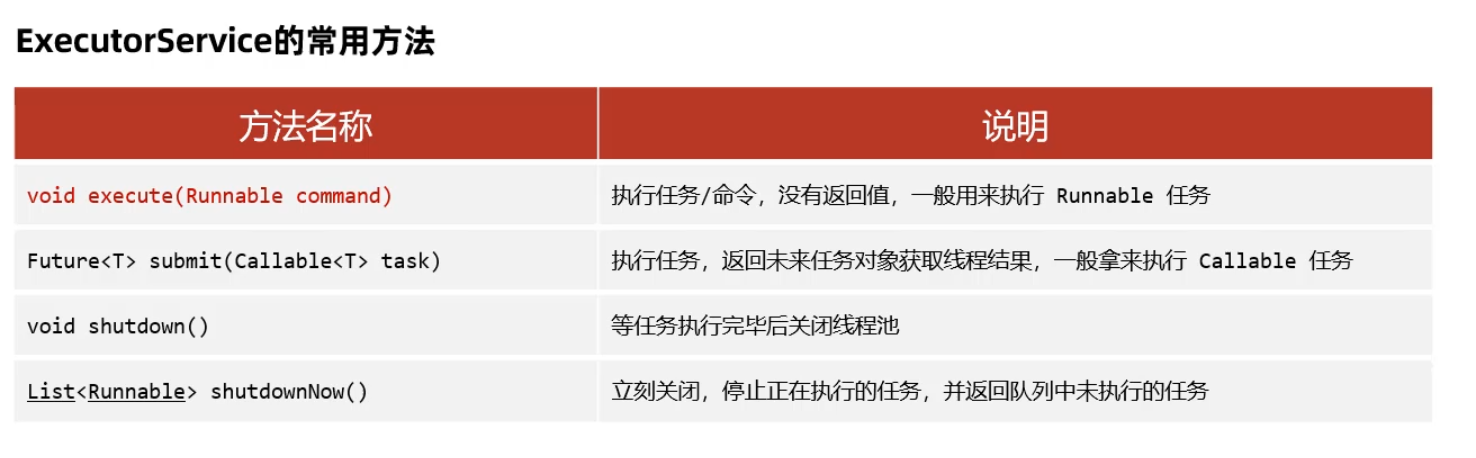 ExecutorService的常用方法
方法名称
说明
void execute(Runnable command)
执行任务/命令，没有返回值，一般用来执行 Runnable 任务
Future<T> submit(Callable<T> task)
执行任务，返回未来任务对象获取线程结果，一般拿来执行 Callable 任务
void shutdown()
等任务执行完毕后关闭线程池
List<Runnable> shutdownNow()
立刻关闭，停止正在执行的任务，并返回队列中未执行的任务